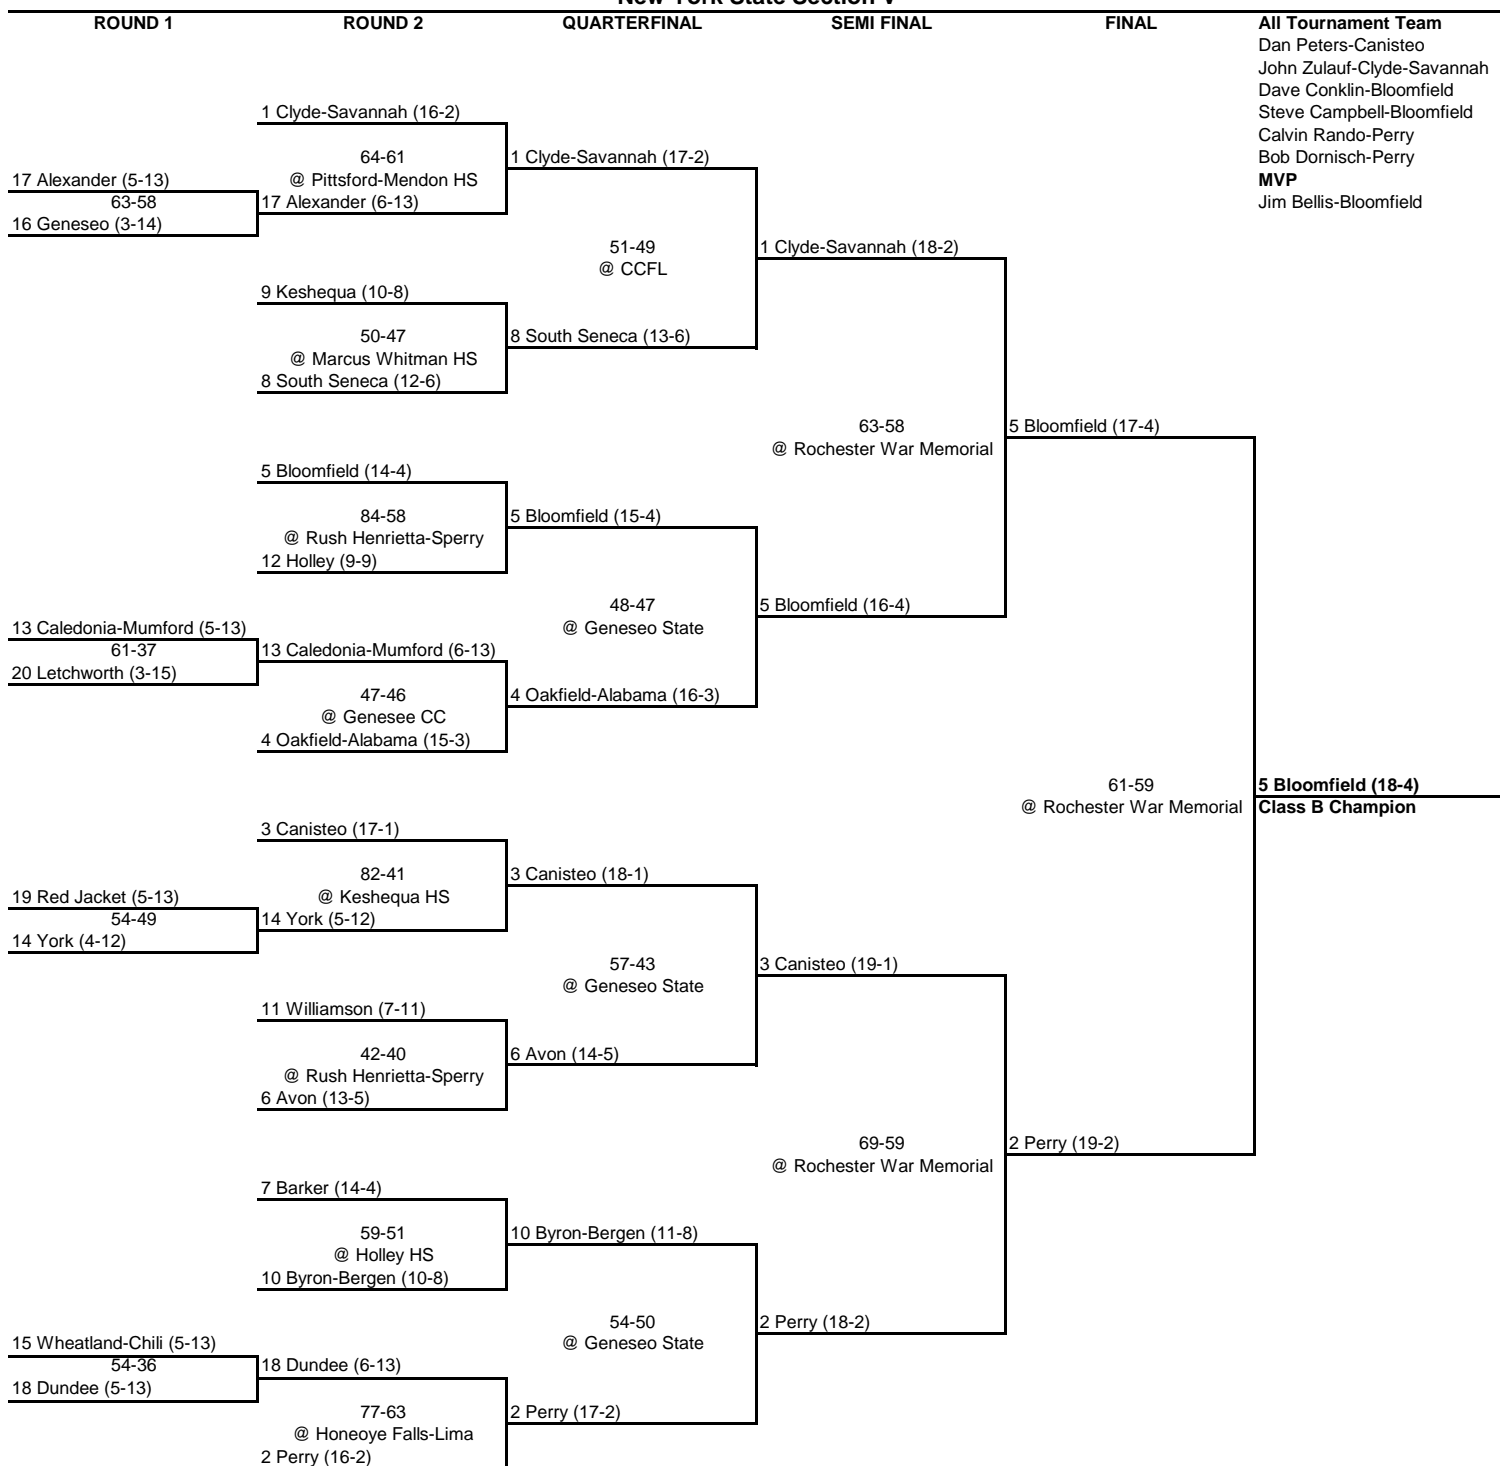 New York State Section V
ROUND 1 ROUND 2 QUARTERFINAL SEMI FINAL FINAL All Tournament Team
Dan Peters-Canisteo
John Zulauf-Clyde-Savannah
Dave Conklin-Bloomfield
1 Clyde-Savannah (16-2) Steve Campbell-Bloomfield
Calvin Rando-Perry
64-61 1 Clyde-Savannah (17-2) Bob Dornisch-Perry
17 Alexander (5-13) @ Pittsford-Mendon HS MVP
63-58 17 Alexander (6-13) Jim Bellis-Bloomfield
16 Geneseo (3-14)
51-49 1 Clyde-Savannah (18-2)
@ CCFL
9 Keshequa (10-8)
50-47 8 South Seneca (13-6)
@ Marcus Whitman HS
8 South Seneca (12-6)
63-58 5 Bloomfield (17-4)
@ Rochester War Memorial
5 Bloomfield (14-4)
84-58 5 Bloomfield (15-4)
@ Rush Henrietta-Sperry
12 Holley (9-9)
48-47 5 Bloomfield (16-4)
13 Caledonia-Mumford (5-13) @ Geneseo State
61-37 13 Caledonia-Mumford (6-13)
20 Letchworth (3-15)
47-46 4 Oakfield-Alabama (16-3)
@ Genesee CC
4 Oakfield-Alabama (15-3)
61-59 5 Bloomfield (18-4)
@ Rochester War Memorial Class B Champion
3 Canisteo (17-1)
82-41 3 Canisteo (18-1)
19 Red Jacket (5-13) @ Keshequa HS
54-49 14 York (5-12)
14 York (4-12)
57-43 3 Canisteo (19-1)
@ Geneseo State
11 Williamson (7-11)
42-40 6 Avon (14-5)
@ Rush Henrietta-Sperry
6 Avon (13-5)
69-59 2 Perry (19-2)
@ Rochester War Memorial
7 Barker (14-4)
59-51 10 Byron-Bergen (11-8)
@ Holley HS
10 Byron-Bergen (10-8)
54-50 2 Perry (18-2)
15 Wheatland-Chili (5-13) @ Geneseo State
54-36 18 Dundee (6-13)
18 Dundee (5-13)
77-63 2 Perry (17-2)
@ Honeoye Falls-Lima
2 Perry (16-2)